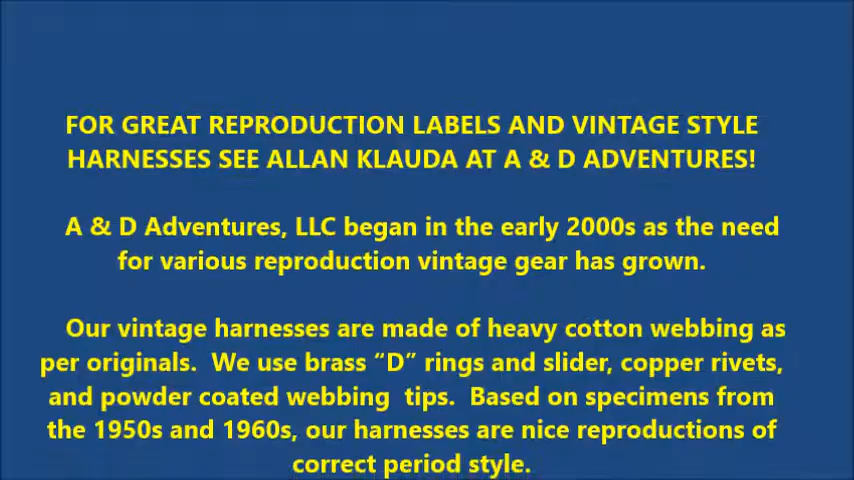 FOR GREAT REPRODUCTION LABELS AND VINTAGE STYLE
HARNESSES SEE ALLAN KLAUDA AT A & D ADVENTURES!
A & D Adventures, LLC began in the early 2000s as the need
for various reproduction vintage gear has grown.
Our vintage harnesses are made of heavy cotton webbing as
per originals.  We use brass “D” rings and slider, copper rivets,
and powder coated webbing  tips.  Based on specimens from
the 1950s and 1960s, our harnesses are nice reproductions of
correct period style.